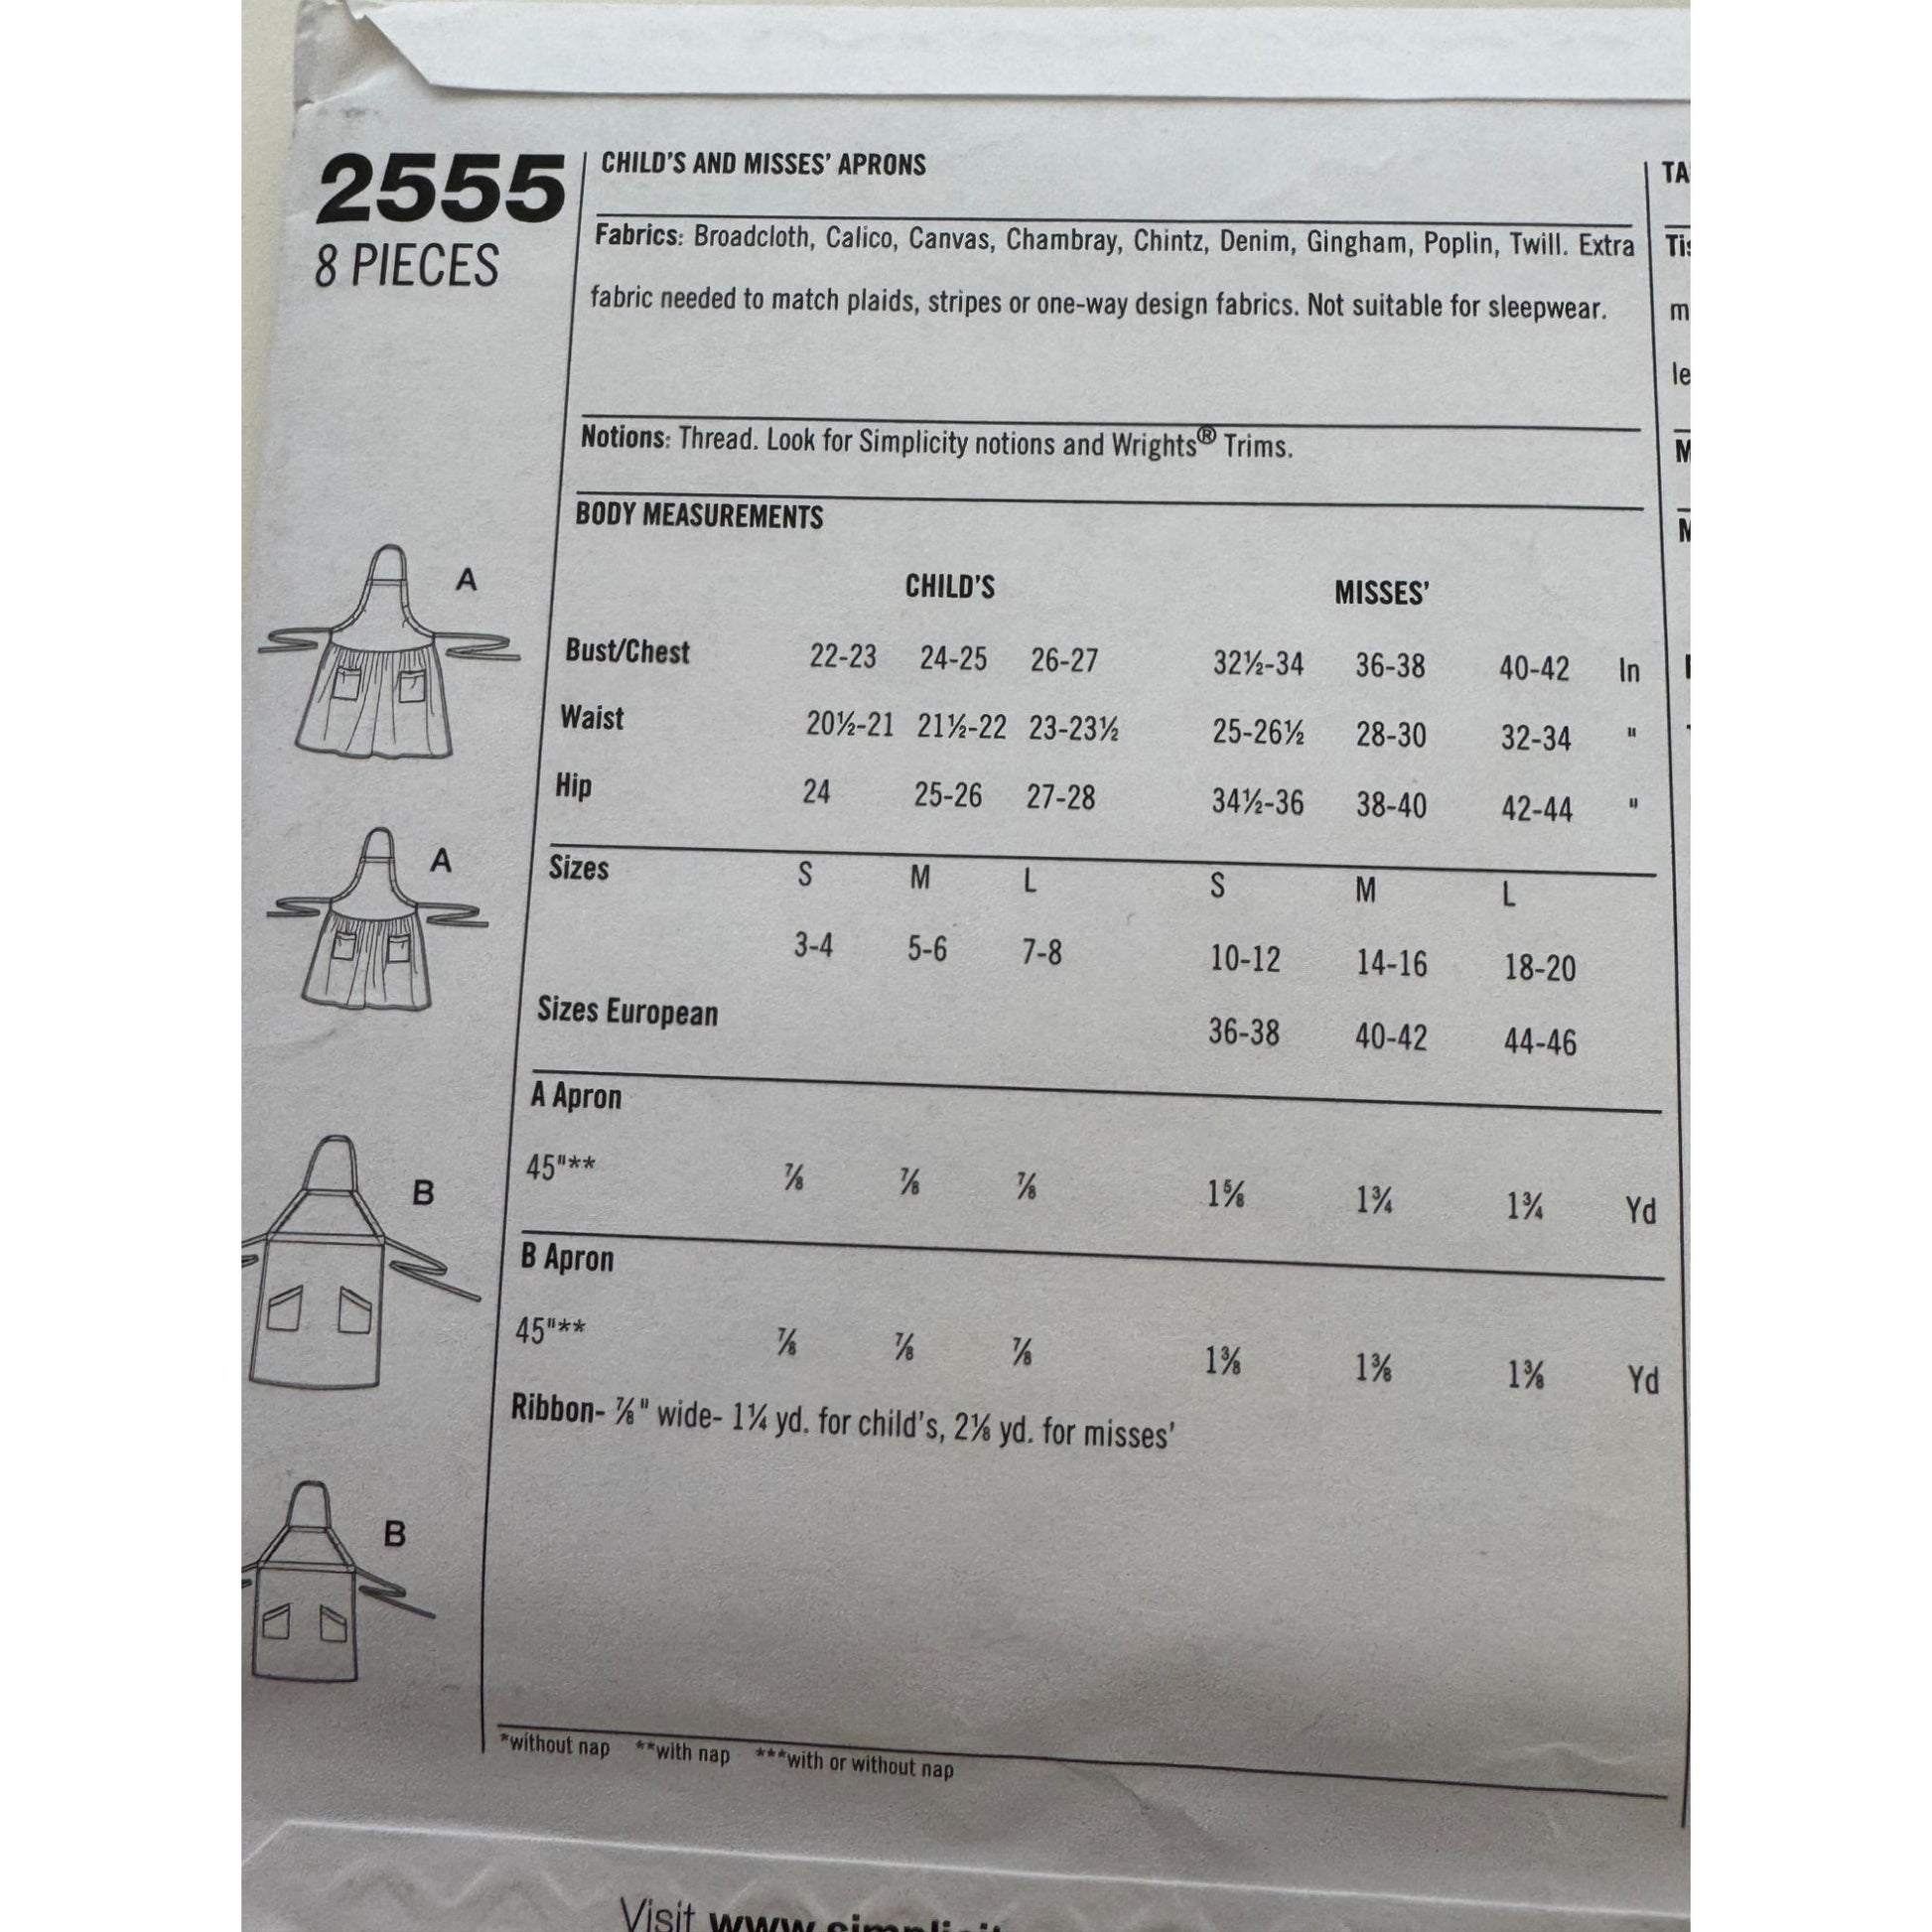 2555
8 PIECES
CHILD'S AND MISSES' APRONS
Fabrics: Broadcloth, Calico, Canvas, Chambray, Chintz, Denim, Gingham, Poplin, Twill. Extra
fabric needed to match plaids, stripes or one-way design fabrics. Not suitable for sleepwear.
Notions: Thread. Look for Simplicity notions and Wrights® Trims.
BODY MEASUREMENTS
CHILD'S MISSES'
Bust/Chest 22-23 24-25 26-27 32½-34 36-38 40-42 In
Waist 20½-21 21½-22 23-23½ 25-26½ 28-30 32-34 "
Hip 24 25-26 27-28 34½-36 38-40 42-44 "
Sizes S M L S M L
3-4 5-6 7-8 10-12 14-16 18-20
Sizes European 36-38 40-42 44-46
A Apron
45"** ⅞ ⅞ ⅞ 1⅝ 1¾ 1¾ Yd
B Apron
45"** ⅞ ⅞ ⅞ 1⅜ 1⅜ 1⅜ Yd
Ribbon- ⅞" wide- 1¼ yd. for child's, 2⅛ yd. for misses'
*without nap **with nap ***with or without nap
A
A
B
B
TA
m
le
Visit